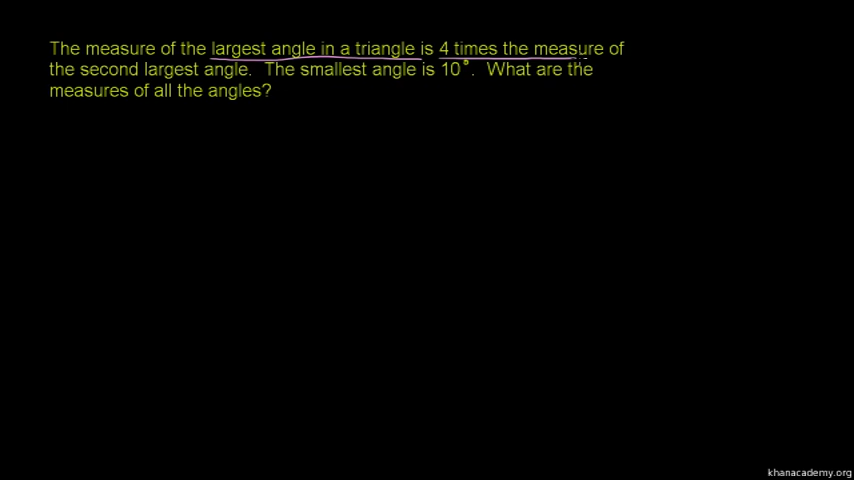 The measure of the largest angle in a triangle is 4 times the measure of
the second largest angle. The smallest angle is 10°. What are the
measures of all the angles?
khanacademy.org